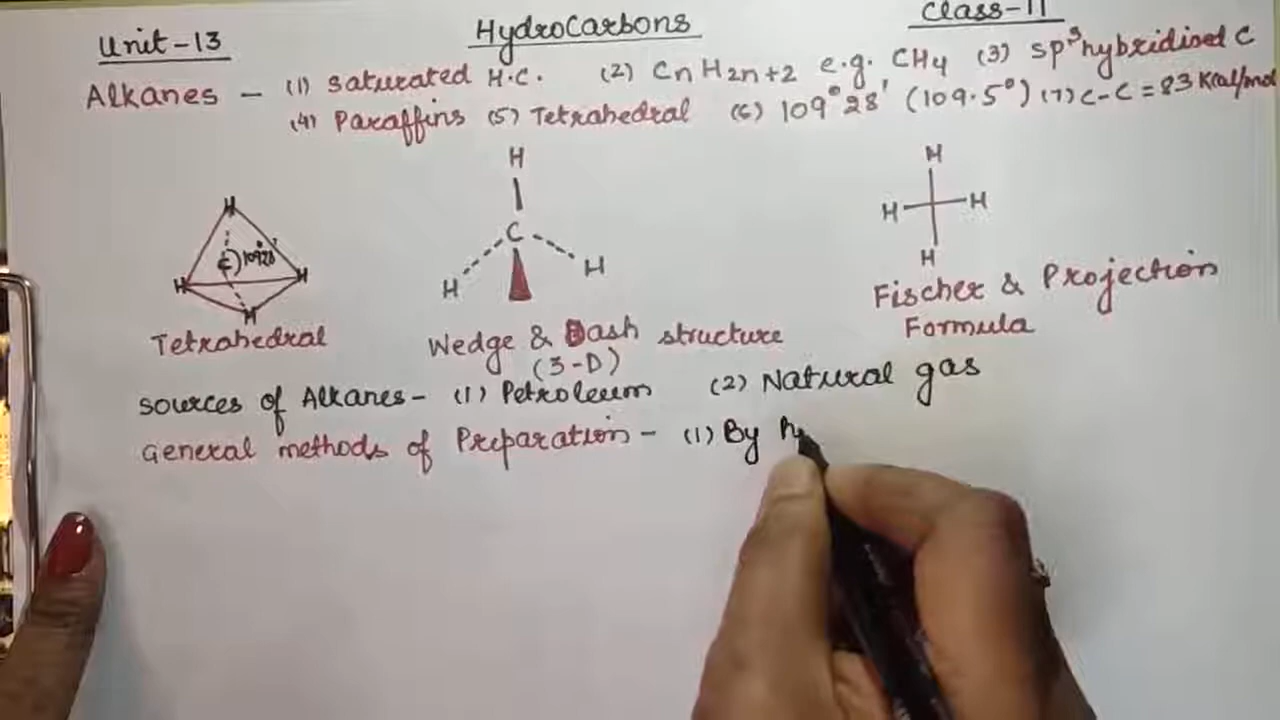 Unit-13
Hydrocarbons
Class-11
Alkanes - (1) Saturated H.C. (2) CnH2n+2 e.g. CH4 (3) sp3 hybridised C
(4) Paraffins (5) Tetrahedral (6) 109°28' (109.5°) (7) C-C = 83 Kcal/mol
H
C
H
H
H
C
109°28'
H
H
H
H
H
H
H
H
Tetrahedral
Wedge & Dash structure
(3-D)
Fischer & Projection
Formula
Sources of Alkanes - (1) Petroleum (2) Natural gas
General methods of Preparation - (1) By